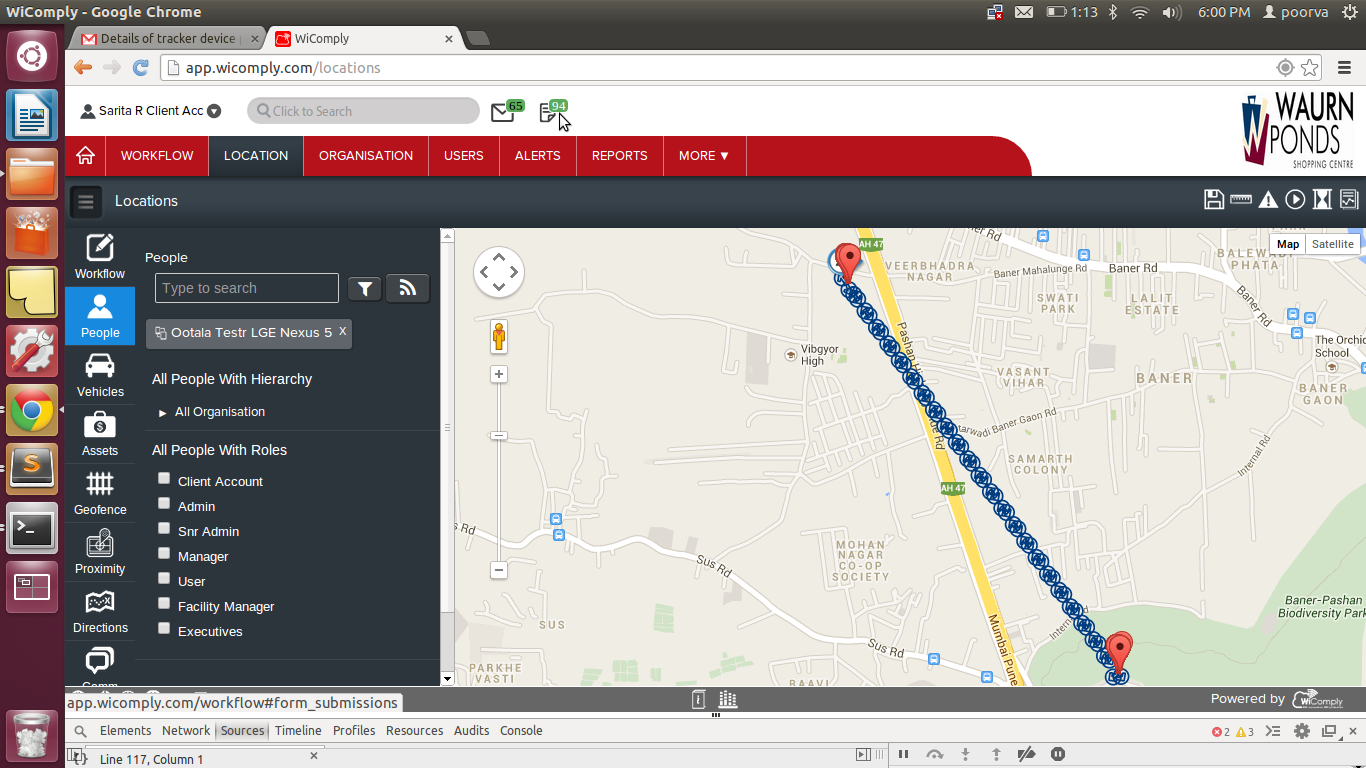 WiComply - Google Chrome
1:13
6:00 PM
poorva
Details of tracker device
WiComply
app.wicomply.com/locations
Sarita R Client Acc
Click to Search
65
94
WAURN
PONDS
SHOPPING CENTRE
WORKFLOW
LOCATION
ORGANISATION
USERS
ALERTS
REPORTS
MORE ▼
Locations
Workflow
People
Vehicles
Assets
Geofence
Proximity
Directions
People
Type to search
Ootala Testr LGE Nexus 5 X
All People With Hierarchy
All Organisation
All People With Roles
Client Account
Admin
Snr Admin
Manager
User
Facility Manager
Executives
Map
Satellite
AH 47
Baner Rd
VEERBHADRA
NAGAR
Baner Mahalunge Rd
Baner Rd
BALEWADI
PHATA
SWATI
PARK
LALIT
ESTATE
Baner Rd
Vibgyor
High
The Orchid
School
VASANT
VIHAR
BANER
BANER
GAON
Baner Gaon Rd
SAMARTH
COLONY
Internal Rd
AH 47
Sus Rd
MOHAN
NAGAR
CO-OP
SOCIETY
Sus Rd
SUS
Baner-Pashan
Biodiversity Park
Sus Rd
Mumbai Pune
PARKHE
VASTI
app.wicomply.com/workflow#form_submissions
Powered by
WiComply
Elements
Network
Sources
Timeline
Profiles
Resources
Audits
Console
2
3
{}
Line 117, Column 1